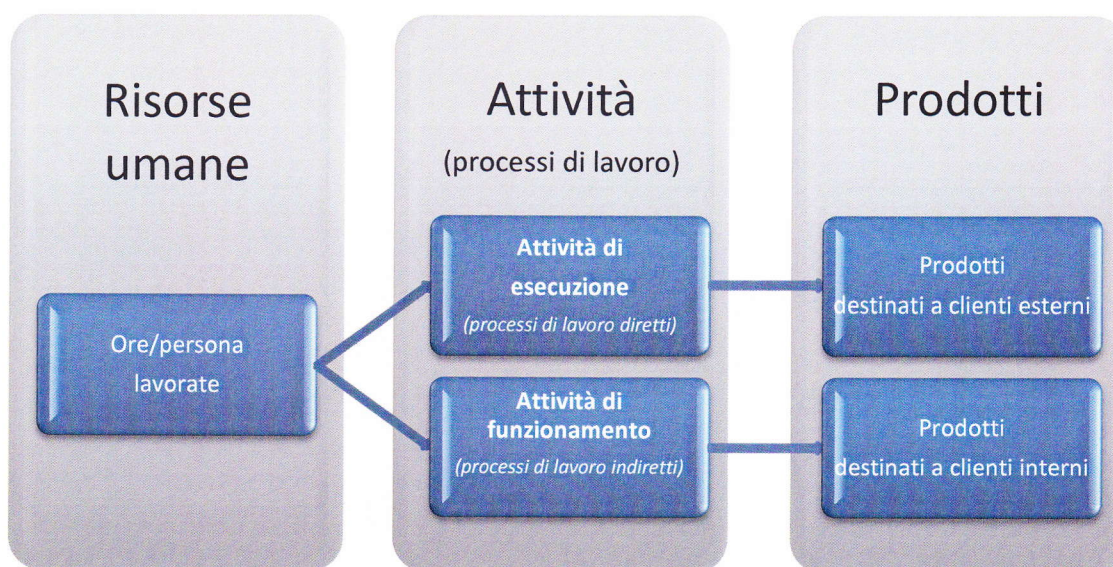 Risorse
umane
Ore/persona
lavorate
Attività
(processi di lavoro)
Attività di
esecuzione
(processi di lavoro diretti)
Attività di
funzionamento
(processi di lavoro indiretti)
Prodotti
Prodotti
destinati a clienti esterni
Prodotti
destinati a clienti interni